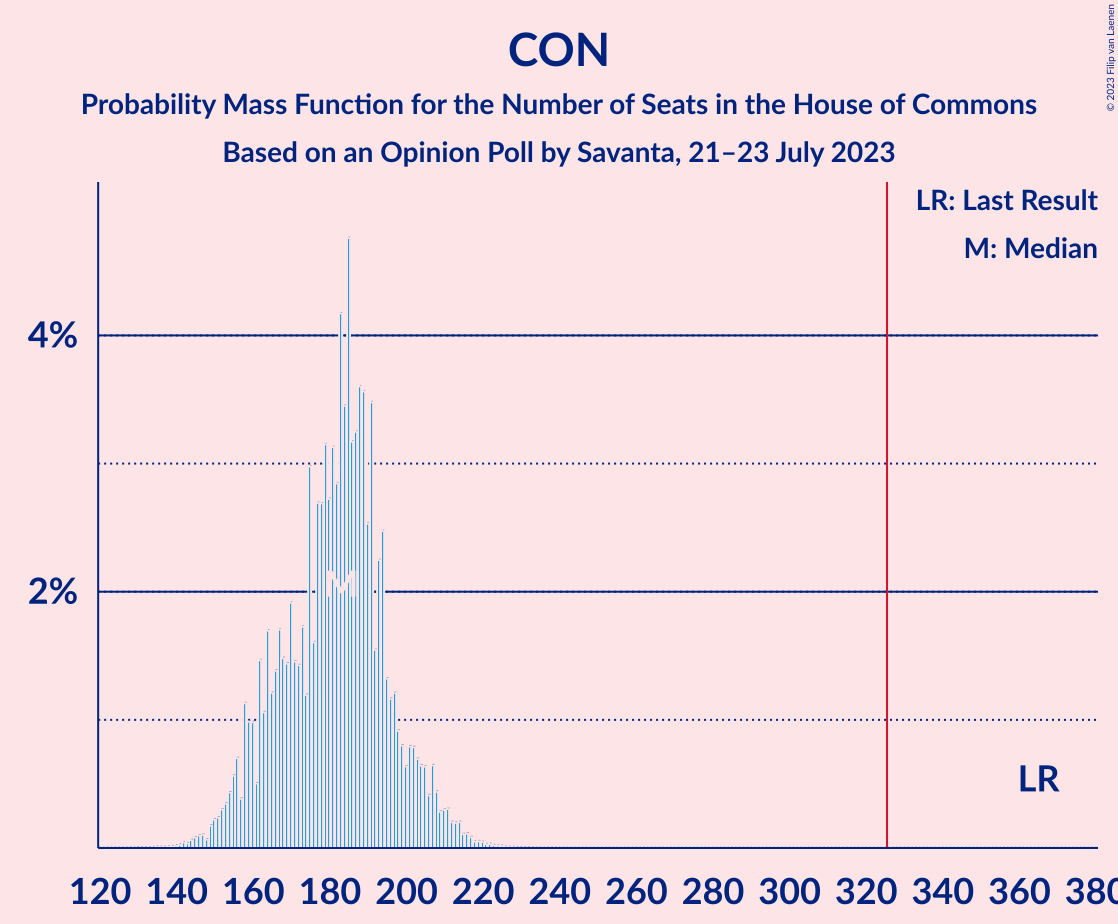 CON
Probability Mass Function for the Number of Seats in the House of Commons
Based on an Opinion Poll by Savanta, 21–23 July 2023
© 2023 Filip van Laenen
LR: Last Result
M: Median
4%
2%
LR
120 140 160 180 200 220 240 260 280 300 320 340 360 380